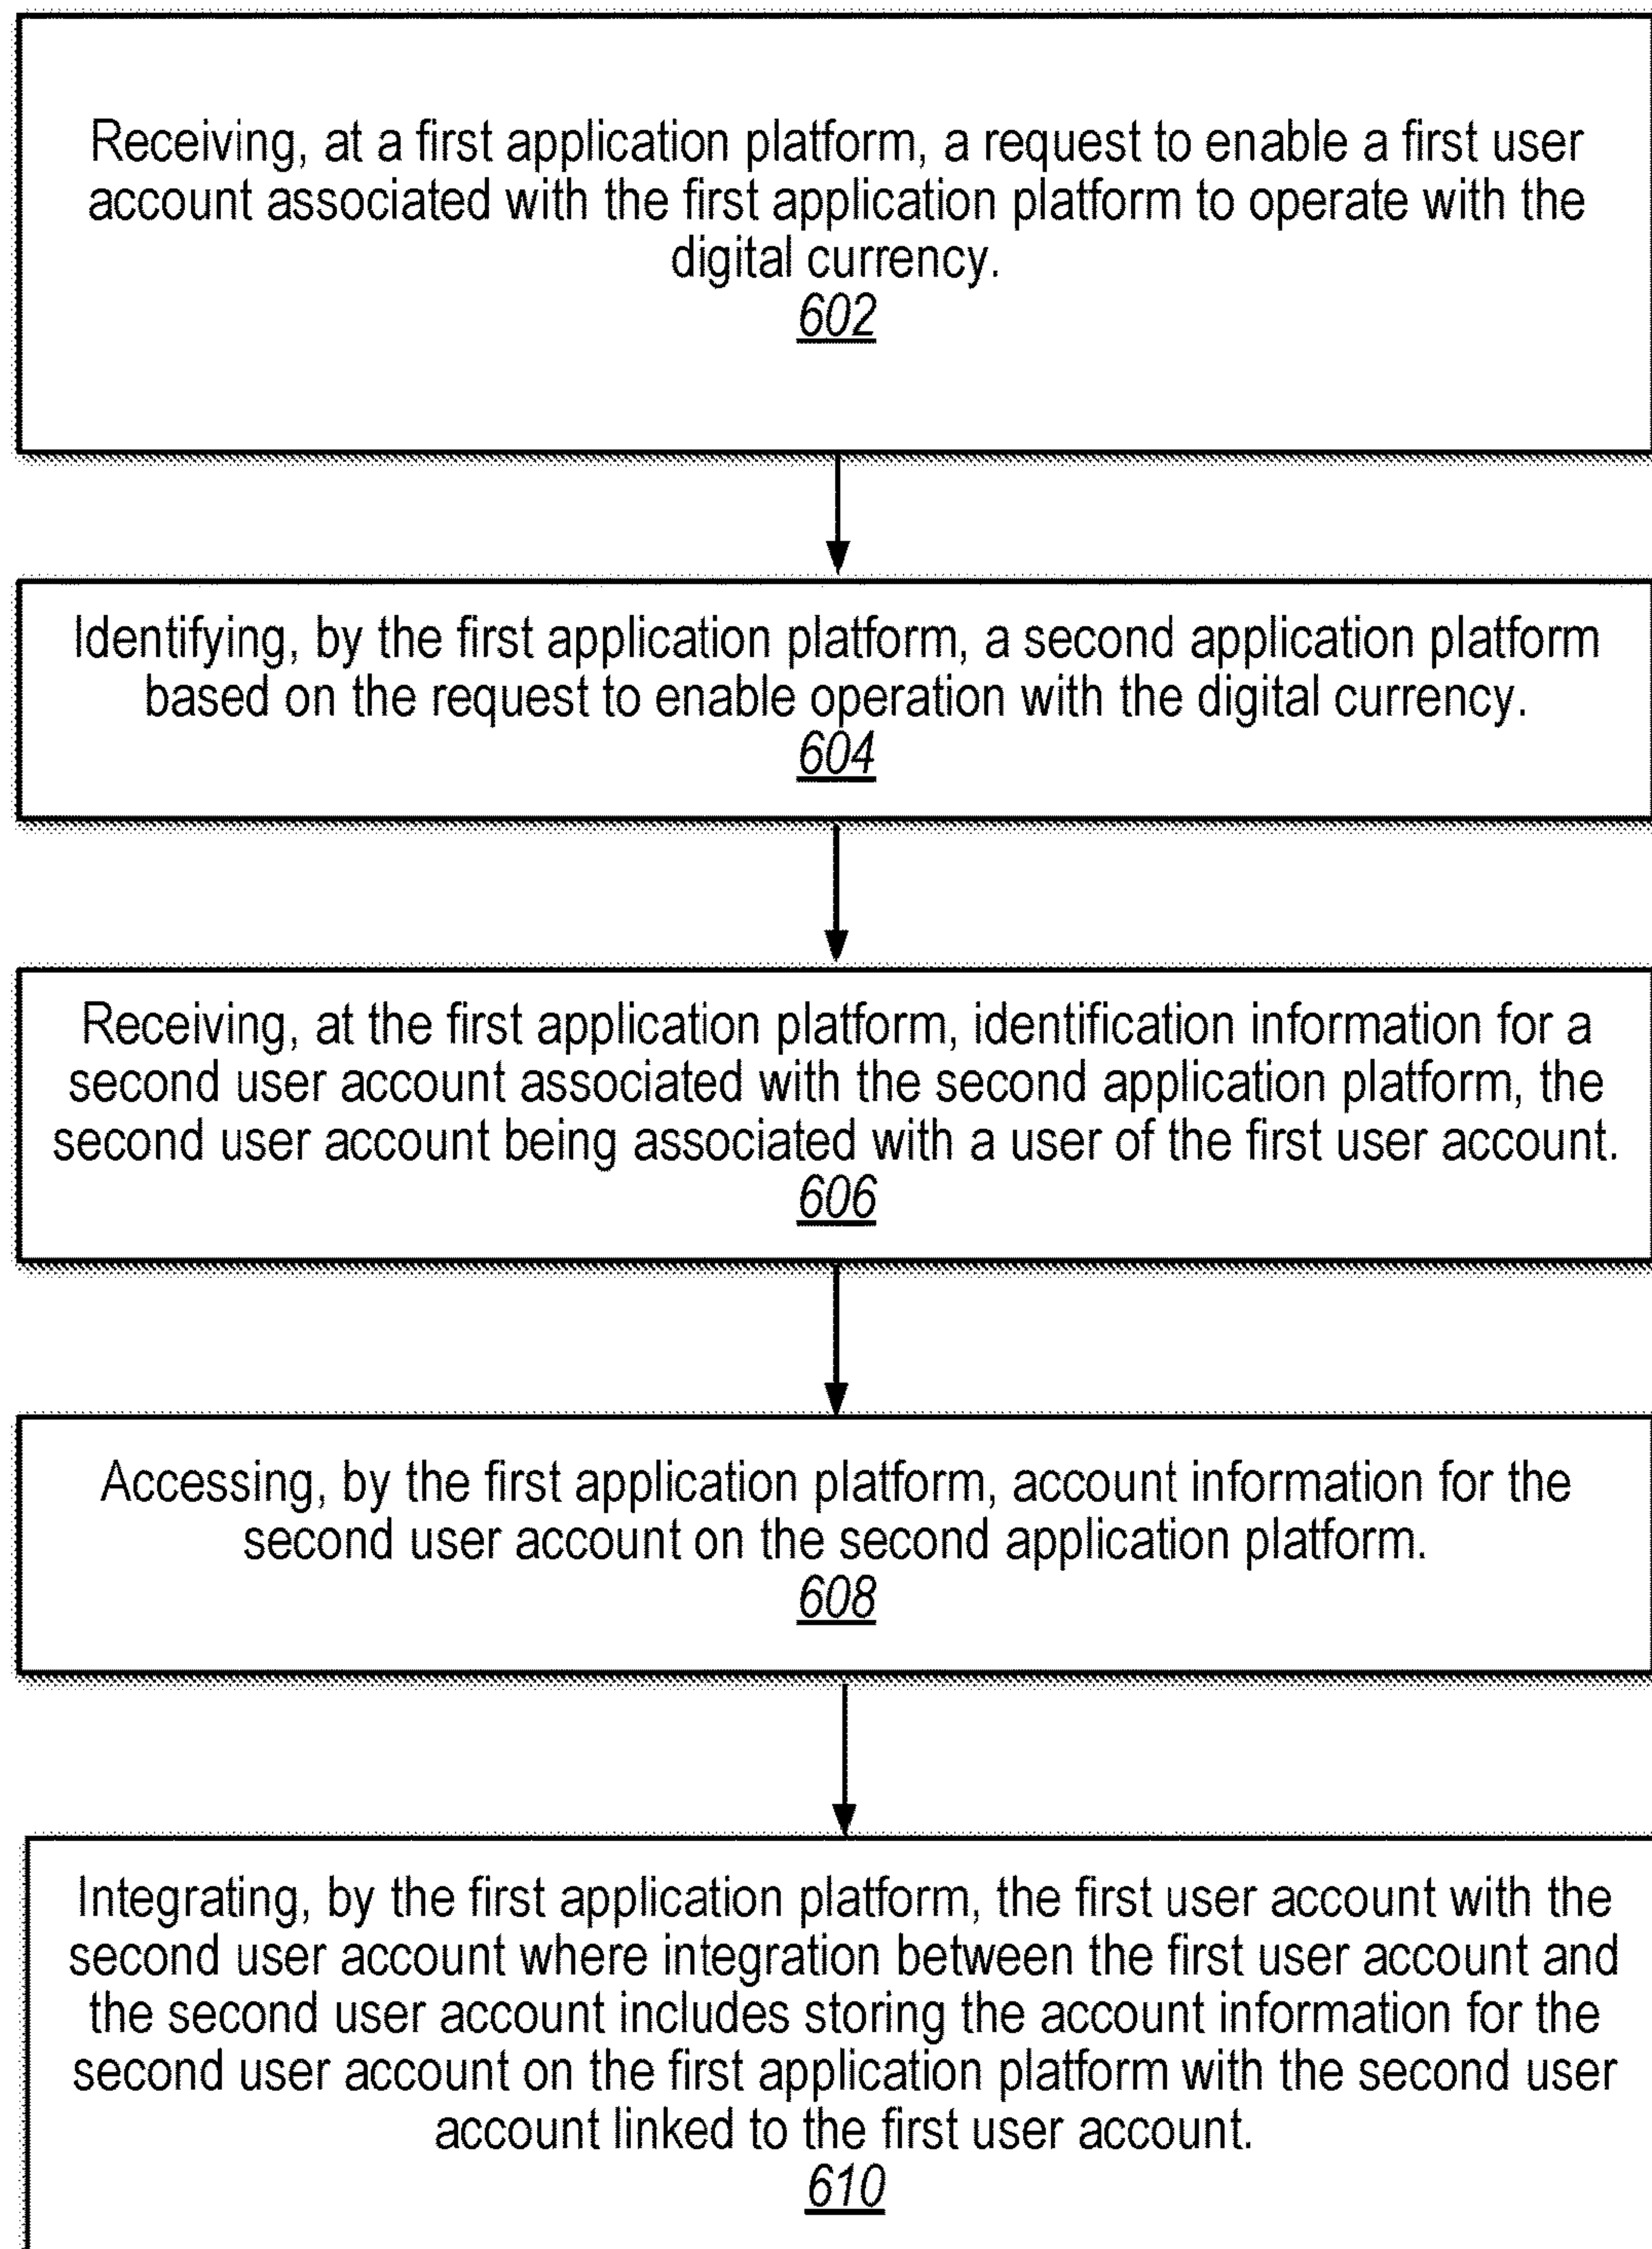 Receiving, at a first application platform, a request to enable a first user
account associated with the first application platform to operate with the
digital currency.
602
Identifying, by the first application platform, a second application platform
based on the request to enable operation with the digital currency.
604
Receiving, at the first application platform, identification information for a
second user account associated with the second application platform, the
second user account being associated with a user of the first user account.
606
Accessing, by the first application platform, account information for the
second user account on the second application platform.
608
Integrating, by the first application platform, the first user account with the
second user account where integration between the first user account and
the second user account includes storing the account information for the
second user account on the first application platform with the second user
account linked to the first user account.
610